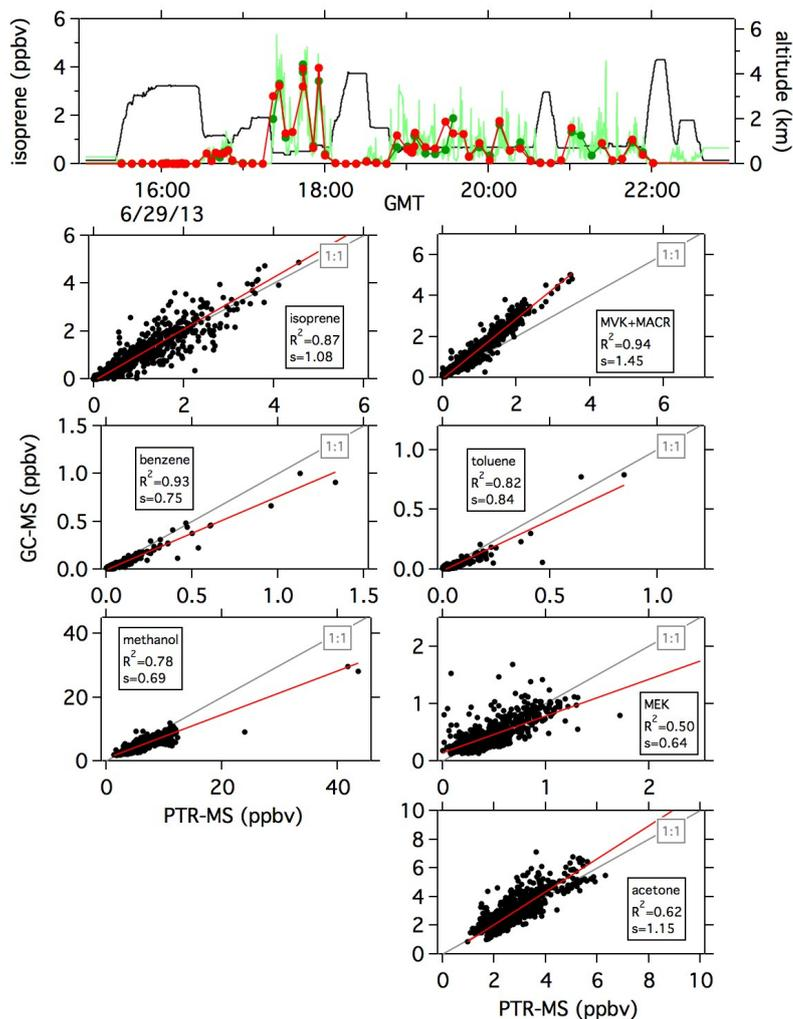 6
4
2
0
isoprene (ppbv)
6
4
2
0
altitude (km)
16:00
18:00
20:00
22:00
6/29/13
GMT
6
4
2
0
1:1
isoprene
R2=0.87
s=1.08
0
2
4
6
6
4
2
0
1:1
MVK+MACR
R2=0.94
s=1.45
0
2
4
6
GC-MS (ppbv)
1.5
1.0
0.5
0.0
1:1
benzene
R2=0.93
s=0.75
0.0
0.5
1.0
1.5
1.0
0.5
0.0
1:1
toluene
R2=0.82
s=0.84
0.0
0.5
1.0
40
20
0
1:1
methanol
R2=0.78
s=0.69
0
20
40
PTR-MS (ppbv)
2
1
0
1:1
MEK
R2=0.50
s=0.64
0
1
2
10
8
6
4
2
0
1:1
acetone
R2=0.62
s=1.15
0
2
4
6
8
10
PTR-MS (ppbv)